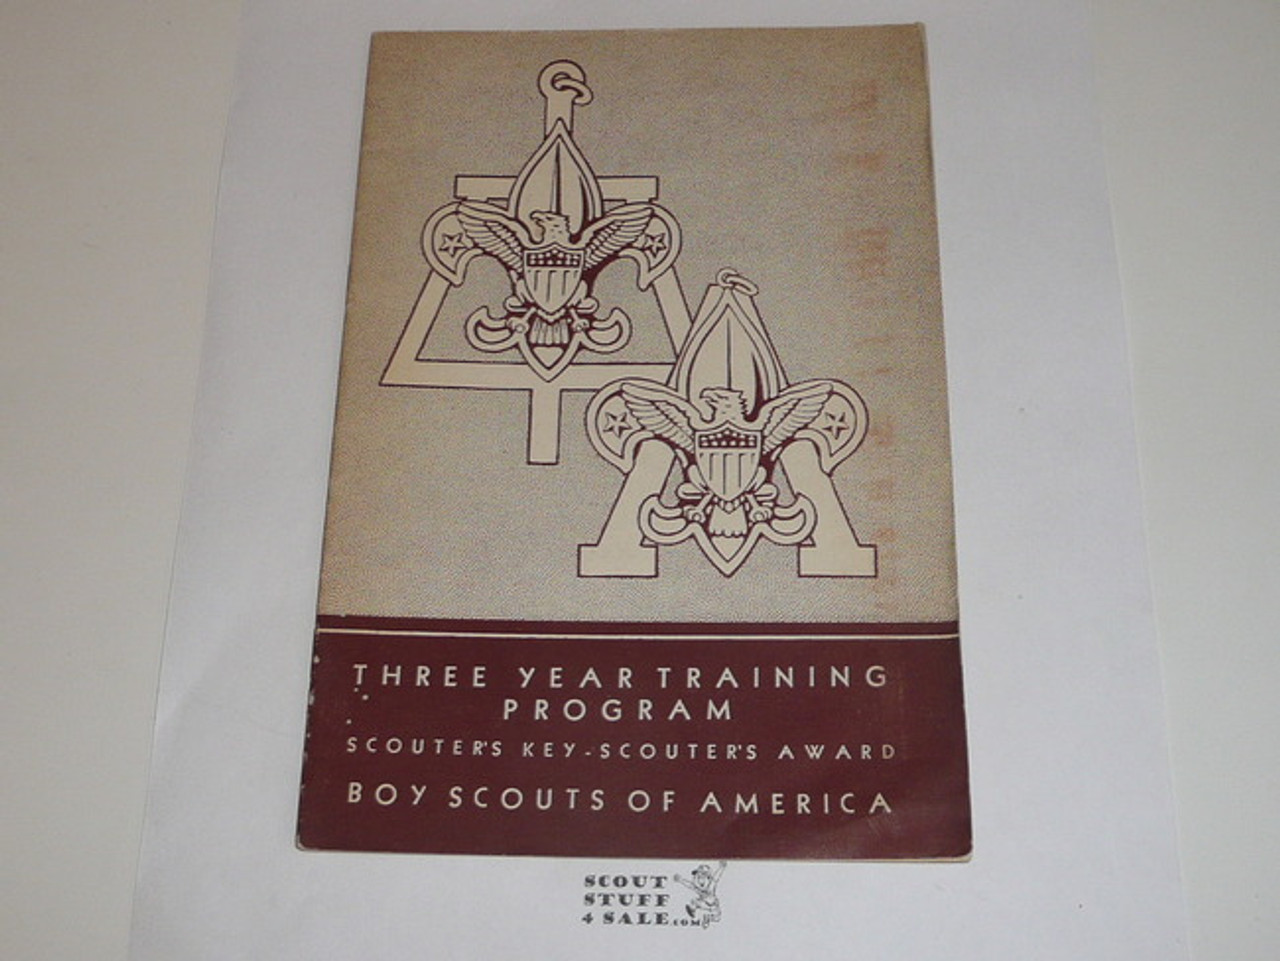 THREE YEAR TRAINING
PROGRAM
SCOUTER'S KEY-SCOUTER'S AWARD
BOY SCOUTS OF AMERICA
SCOUT
STUFF
4 SALE.COM